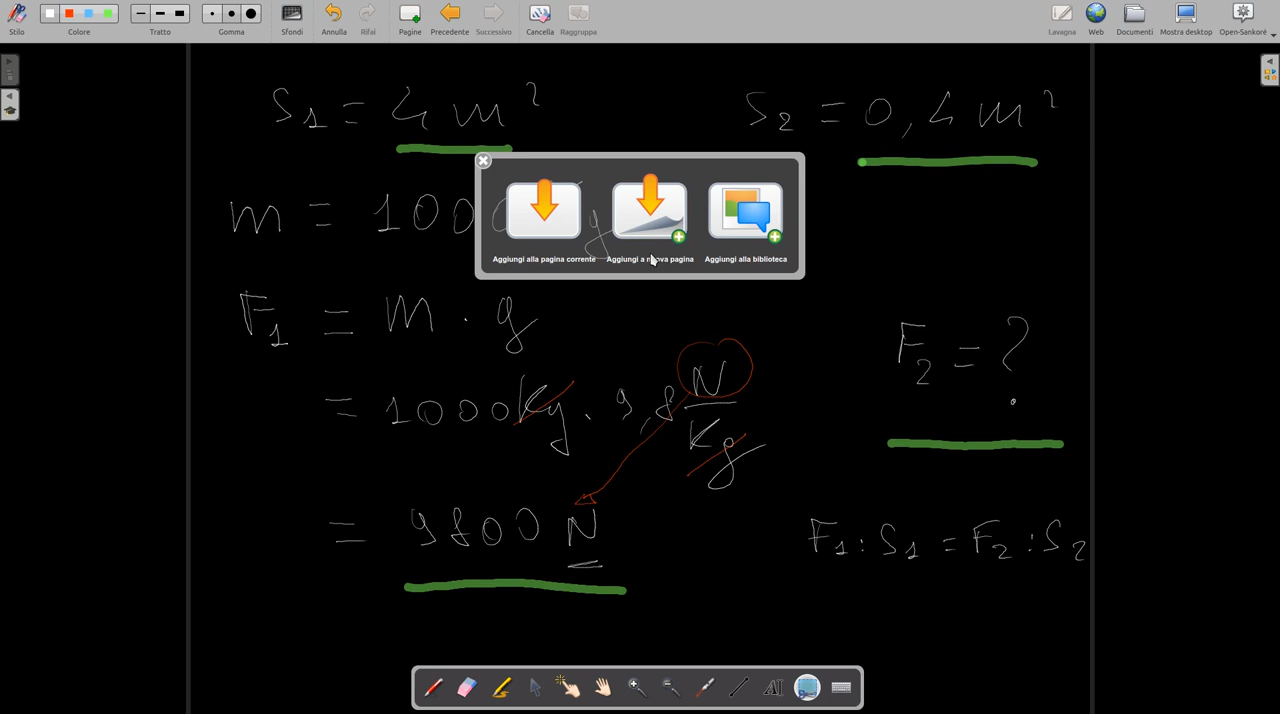 Stilo Colore Tratto Gomma Sfondi Annulla Rifai Pagine Precedente Successivo Cancella Raggruppa Lavagna Web Documenti Mostra desktop Open-Sankoré
S₁ = 4 m² S₂ = 0,4 m²
m = 1000 g
Aggiungi alla pagina corrente Aggiungi a nuova pagina Aggiungi alla biblioteca
F₁ = m · g
F₂ = ?
= 1000 Kg · 9,8 N/Kg
= 9800 N
F₁ : S₁ = F₂ : S₂
AI